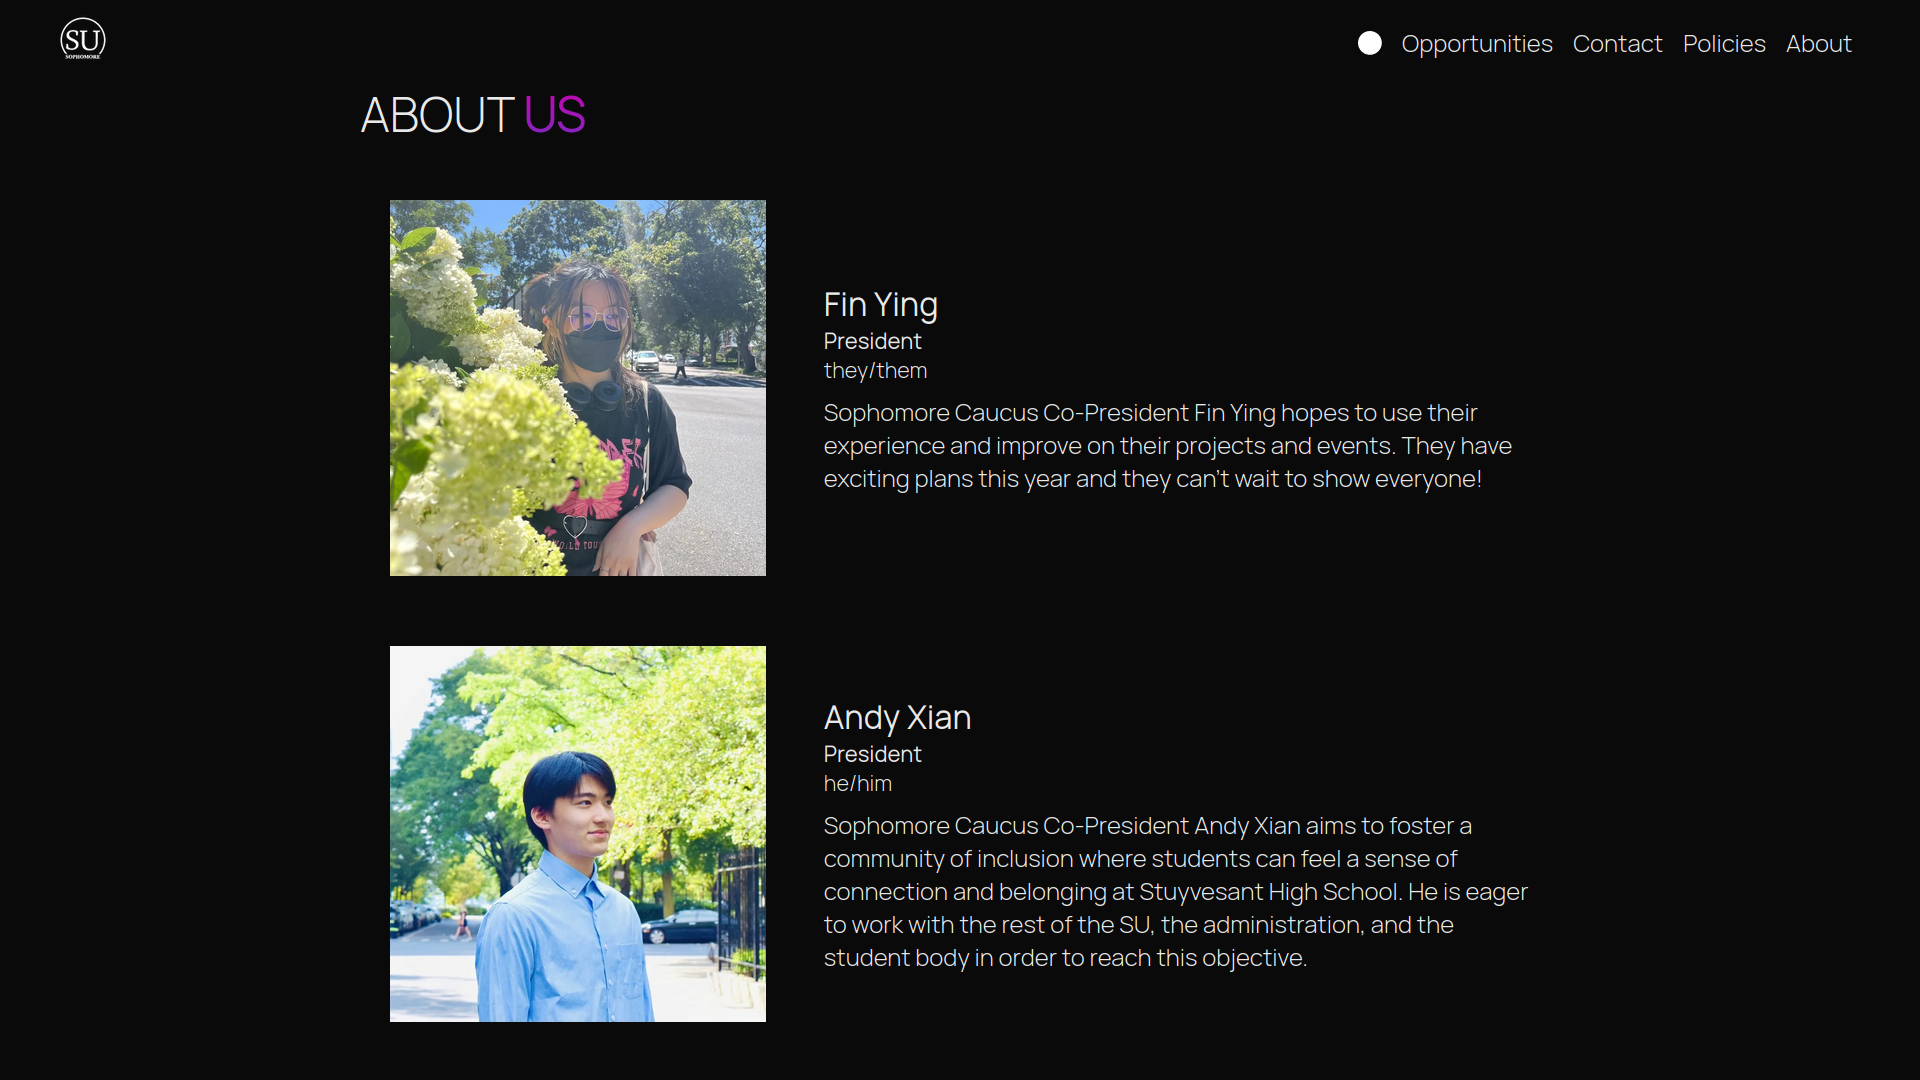 SU
SOPHOMORE
Opportunities Contact Policies About
ABOUT US
Fin Ying
President
they/them
Sophomore Caucus Co-President Fin Ying hopes to use their
experience and improve on their projects and events. They have
exciting plans this year and they can't wait to show everyone!
Andy Xian
President
he/him
Sophomore Caucus Co-President Andy Xian aims to foster a
community of inclusion where students can feel a sense of
connection and belonging at Stuyvesant High School. He is eager
to work with the rest of the SU, the administration, and the
student body in order to reach this objective.